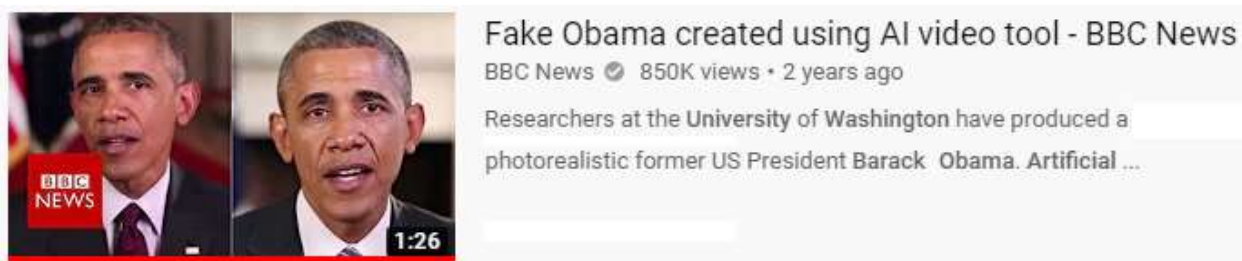 Fake Obama created using AI video tool - BBC News
BBC News 850K views • 2 years ago
Researchers at the University of Washington have produced a
photorealistic former US President Barack Obama. Artificial ...
BBC
NEWS
1:26